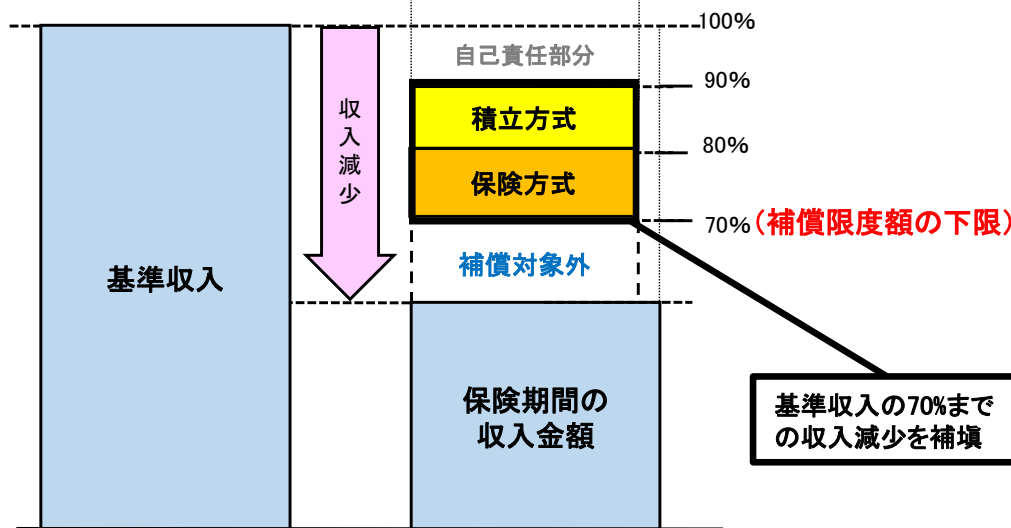 100%
自己責任部分
90%
積立方式
80%
保険方式
70%
(補償限度額の下限)
収入減少
補償対象外
基準収入
保険期間の
収入金額
基準収入の70%まで
の収入減少を補塡